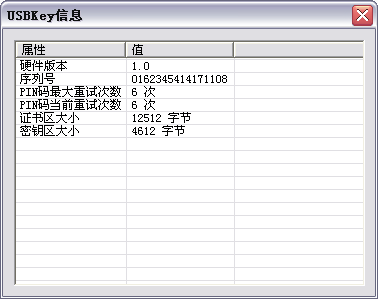 USBKey信息
属性 值
硬件版本 1.0
序列号 0162345414171108
PIN码最大重试次数 6 次
PIN码当前重试次数 6 次
证书区大小 12512 字节
密钥区大小 4612 字节